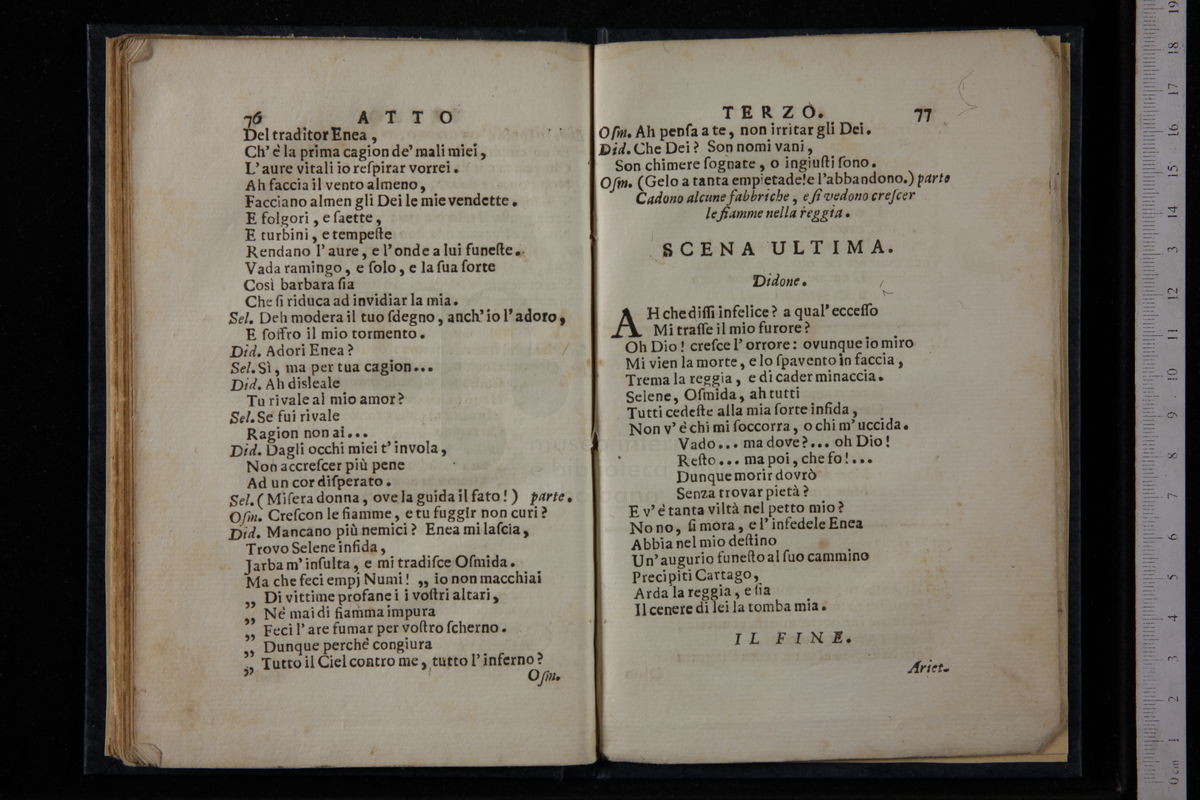 76 ATTO
Del traditor Enea,
Ch' è la prima cagion de' mali miei,
L' aure vitali io reſpirar vorrei.
Ah faccia il vento almeno,
Facciano almen gli Dei le mie vendette.
E folgori, e ſaette,
E turbini, e tempeſte
Rendano l' aure, e l' onde a lui funeſte.
Vada ramingo, e ſolo, e la ſua ſorte
Così barbara ſia
Che ſi riduca ad invidiar la mia.
Sel. Deh modera il tuo ſdegno, anch' io l' adoro,
E ſoffro il mio tormento.
Did. Adori Enea?
Sel. Sì, ma per tua cagion...
Did. Ah disleale
Tu rivale al mio amor?
Sel. Se fui rivale
Ragion non ai...
Did. Dagli occhi miei t' invola,
Non accreſcer più pene
Ad un cor diſperato.
Sel. (Miſera donna, ove la guida il fato!) parte.
Oſm. Creſcon le fiamme, e tu fuggir non curi?
Did. Mancano più nemici? Enea mi laſcia,
Trovo Selene infida,
Jarba m' inſulta, e mi tradiſce Oſmida.
Ma che feci empj Numi! „ io non macchiai
„ Di vittime profane i i voſtri altari,
„ Nè mai di fiamma impura
„ Feci l' are fumar per voſtro ſcherno.
„ Dunque perchè congiura
„ Tutto il Ciel contro me, tutto l' inferno?
Oſm.
TERZO. 77
Oſm. Ah penſa a te, non irritar gli Dei.
Did. Che Dei? Son nomi vani,
Son chimere ſognate, o ingiuſti ſono.
Oſm. (Gelo a tanta empietade! e l'abbandono.) parte
Cadono alcune fabbriche, e ſi vedono creſcer
le fiamme nella reggia.
SCENA ULTIMA.
Didone.
AH che diſſi infelice? a qual' ecceſſo
Mi traſſe il mio furore?
Oh Dio! creſce l' orrore: ovunque io miro
Mi vien la morte, e lo ſpavento in faccia,
Trema la reggia, e di cader minaccia.
Selene, Oſmida, ah tutti
Tutti cedeſte alla mia ſorte infida,
Non v' è chi mi ſoccorra, o chi m' uccida.
Vado... ma dove?... oh Dio!
Reſto... ma poi, che fo!...
Dunque morir dovrò
Senza trovar pietà?
E v' è tanta viltà nel petto mio?
No no, ſi mora, e l' infedele Enea
Abbia nel mio deſtino
Un' augurio funeſto al ſuo cammino
Precipiti Cartago,
Arda la reggia, e ſia
Il cenere di lei la tomba mia.
IL FINE.
Ariet-